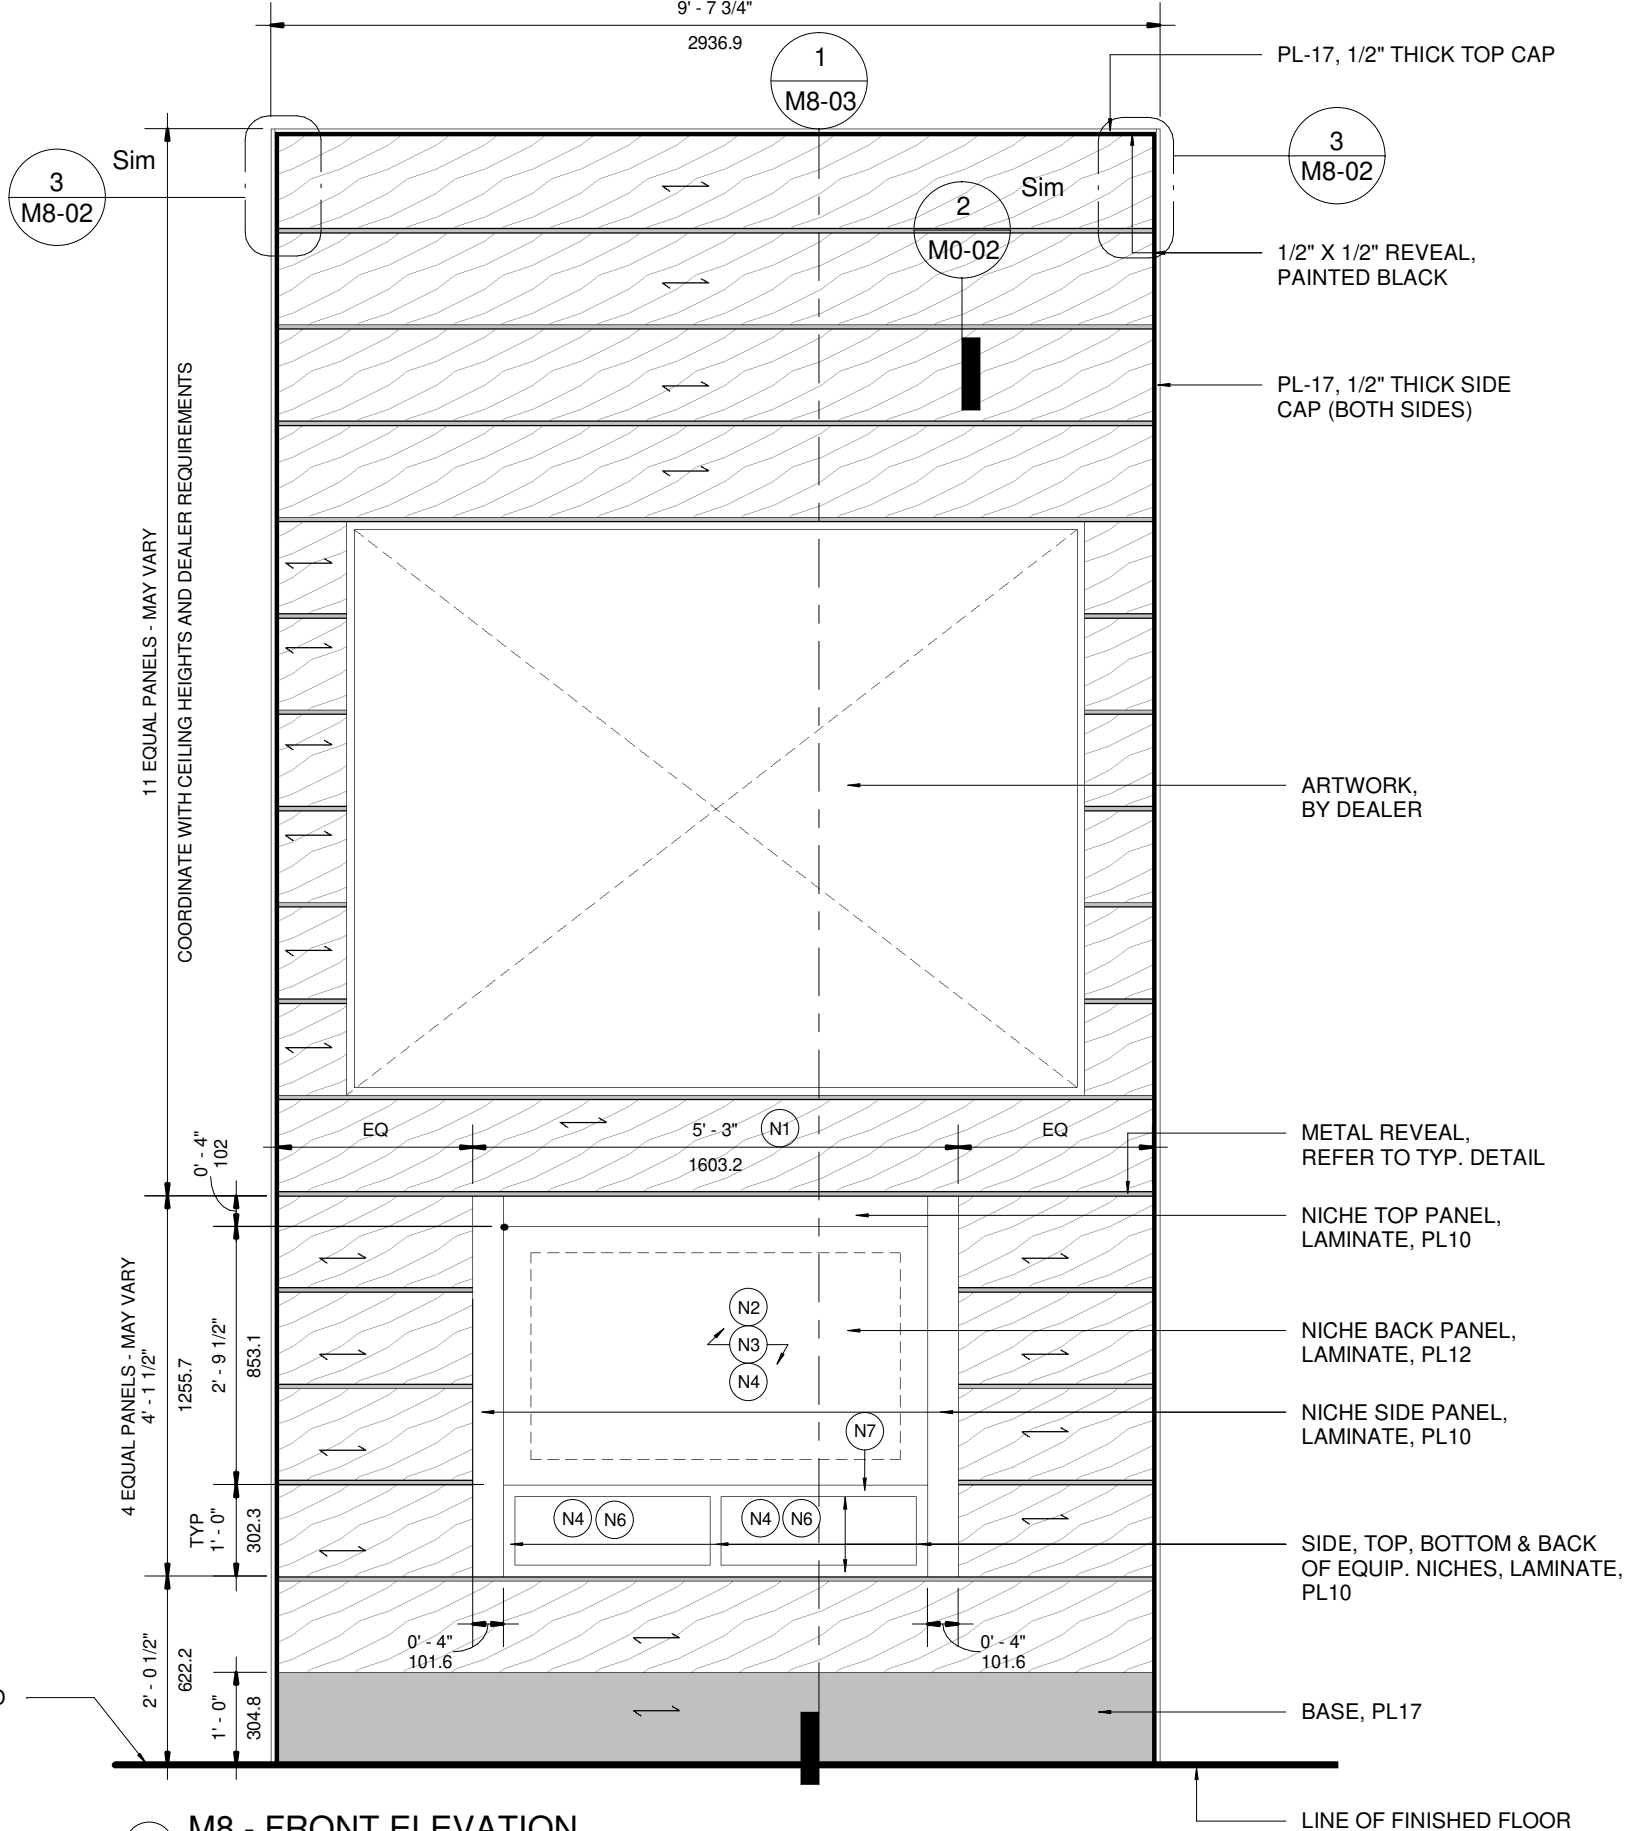 9' - 7 3/4"
2936.9
1
M8-03
PL-17, 1/2" THICK TOP CAP
3
M8-02
Sim
3
M8-02
2
M0-02
Sim
1/2" X 1/2" REVEAL,
PAINTED BLACK
PL-17, 1/2" THICK SIDE
CAP (BOTH SIDES)
11 EQUAL PANELS - MAY VARY
COORDINATE WITH CEILING HEIGHTS AND DEALER REQUIREMENTS
ARTWORK,
BY DEALER
EQ
5' - 3"
N1
EQ
1603.2
METAL REVEAL,
REFER TO TYP. DETAIL
0' - 4"
102
NICHE TOP PANEL,
LAMINATE, PL10
4 EQUAL PANELS - MAY VARY
4' - 1 1/2"
1255.7
2' - 9 1/2"
853.1
N2
N3
N4
NICHE BACK PANEL,
LAMINATE, PL12
NICHE SIDE PANEL,
LAMINATE, PL10
N7
TYP
1' - 0"
302.3
N4
N6
N4
N6
SIDE, TOP, BOTTOM & BACK
OF EQUIP. NICHES, LAMINATE,
PL10
0' - 4"
101.6
0' - 4"
101.6
2' - 0 1/2"
622.2
1' - 0"
304.8
BASE, PL17
M8 - FRONT ELEVATION
LINE OF FINISHED FLOOR